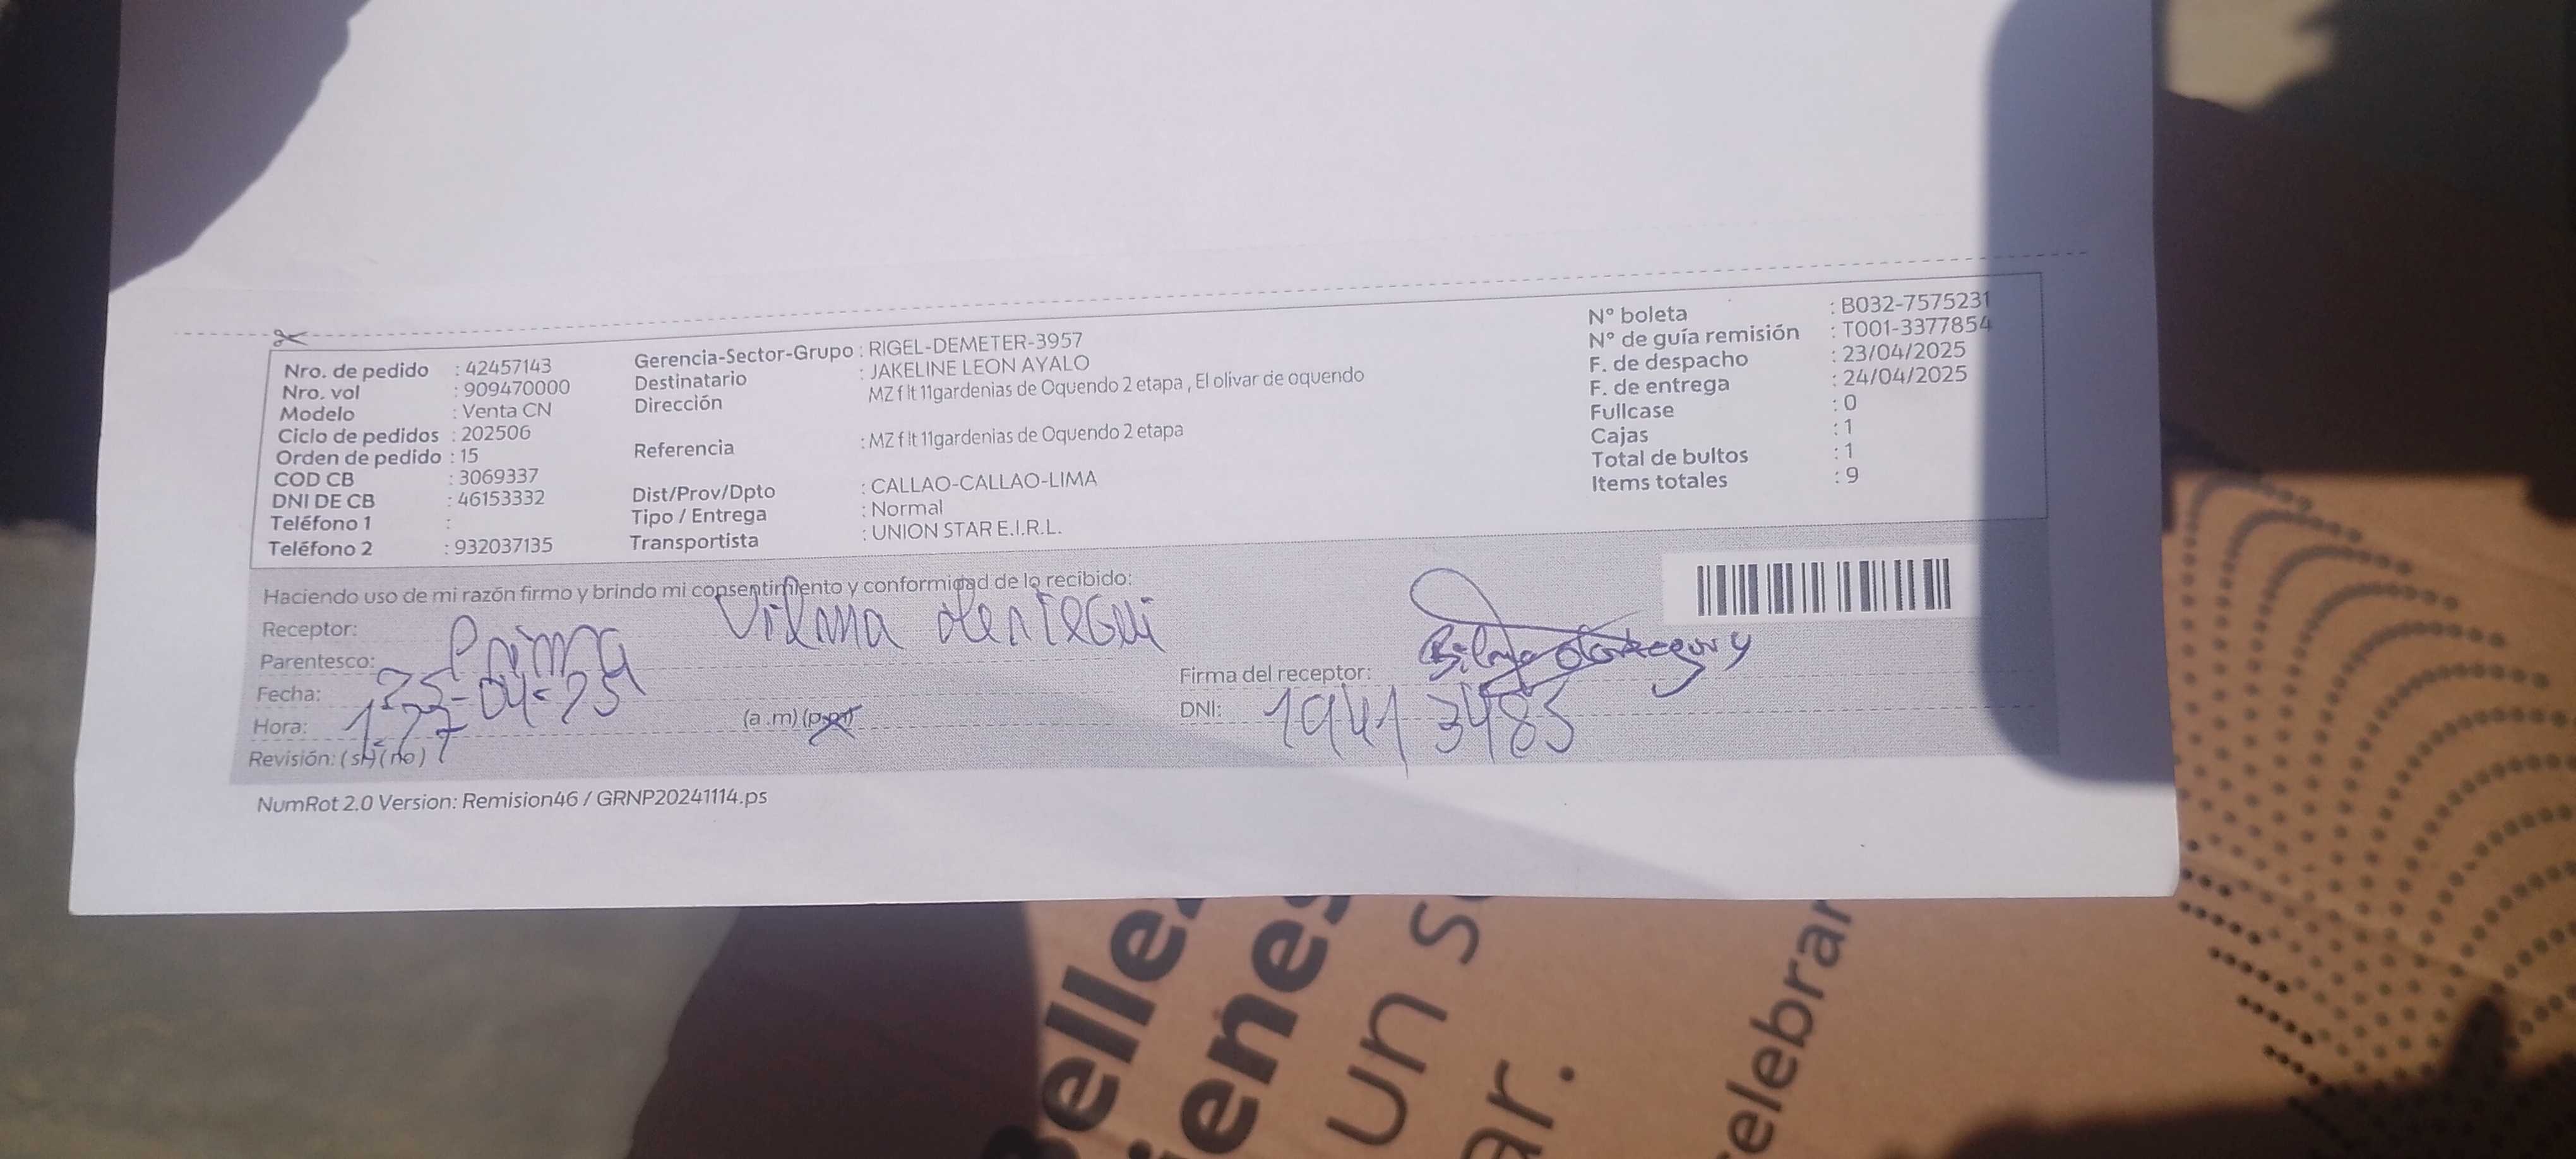 Nro. de pedido : 42457143
Nro. vol : 909470000
Modelo : Venta CN
Ciclo de pedidos : 202506
Orden de pedido : 15
COD CB : 3069337
DNI DE CB : 46153332
Teléfono 1 :
Teléfono 2 : 932037135
Gerencia-Sector-Grupo : RIGEL-DEMETER-3957
Destinatario : JAKELINE LEON AYALO
Dirección MZ f lt 11gardenias de Oquendo 2 etapa , El olivar de oquendo
Referencia : MZ f lt 11gardenias de Oquendo 2 etapa
Dist/Prov/Dpto : CALLAO-CALLAO-LIMA
Tipo / Entrega : Normal
Transportista : UNION STAR E.I.R.L.
N° boleta : B032-7575231
N° de guía remisión : T001-3377854
F. de despacho : 23/04/2025
F. de entrega : 24/04/2025
Fullcase : 0
Cajas : 1
Total de bultos : 1
Items totales : 9
Haciendo uso de mi razón firmo y brindo mi consentimiento y conformidad de lo recibido:
Receptor: Vilma
Parentesco: Prima
Fecha: 25-04-25
Hora: (a .m) (p.m)
Revisión: (si) (no)
Firma del receptor:
DNI: 19413485
NumRot 2.0 Version: Remision46 / GRNP20241114.ps
un s
ar.
celebrar